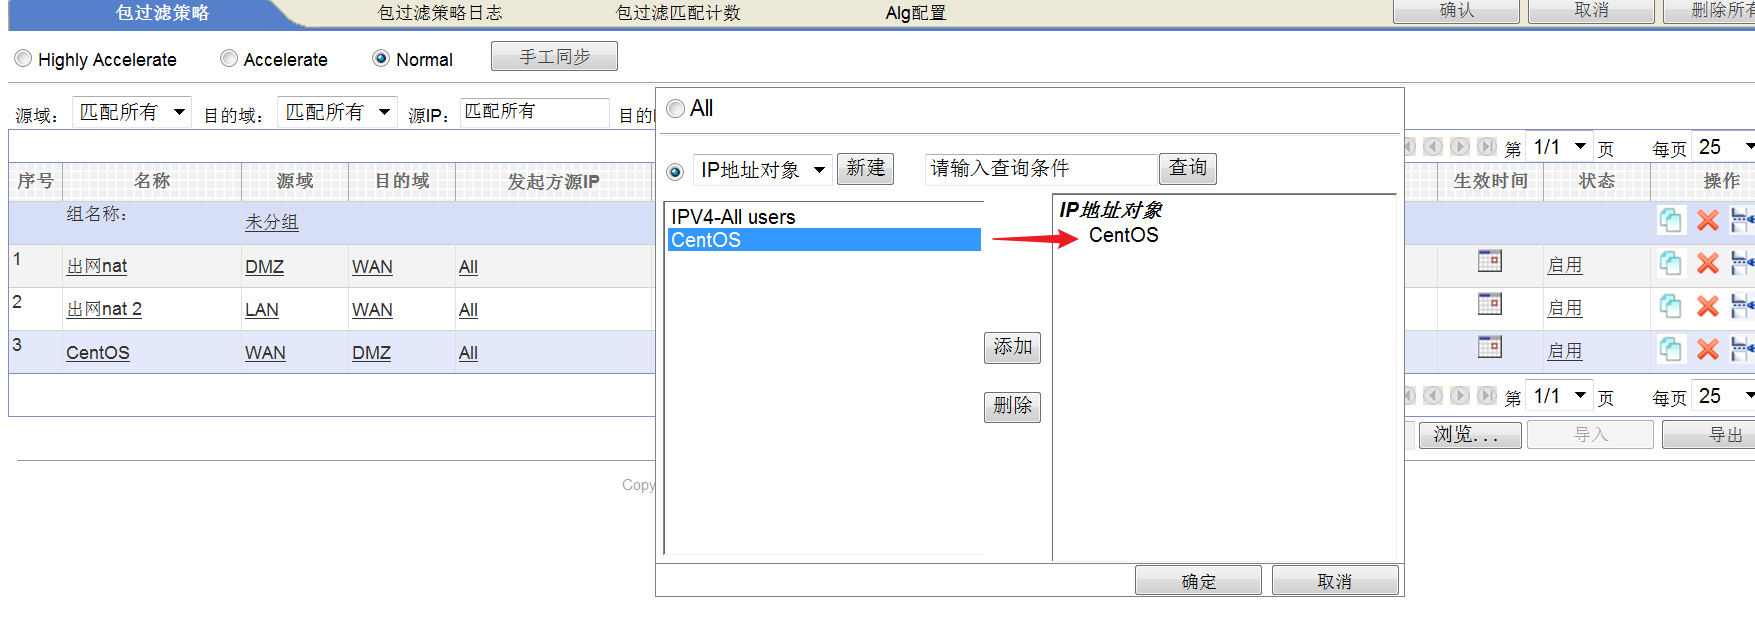 包过滤策略 包过滤策略日志 包过滤匹配计数 Alg配置 确认 取消 删除所有
Highly Accelerate Accelerate Normal 手工同步
源域: 匹配所有 目的域: 匹配所有 源IP: 匹配所有 目的
All
第 1/1 页 每页 25
IP地址对象 新建 请输入查询条件 查询
序号 名称 源域 目的域 发起方源IP 生效时间 状态 操作
组名称: 未分组
1 出网nat DMZ WAN All 启用
2 出网nat 2 LAN WAN All 启用
3 CentOS WAN DMZ All 启用
IPV4-All users
CentOS
IP地址对象
CentOS
添加
删除
第 1/1 页 每页 25
浏览... 导入 导出
Copy
确定 取消